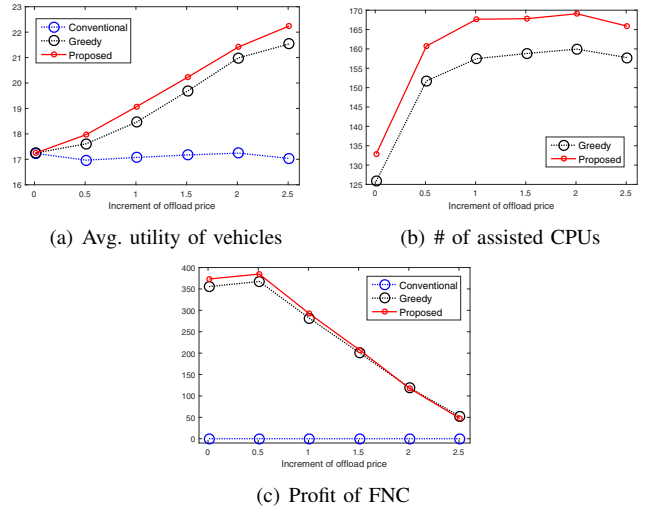 23
22
21
20
19
18
17
16
Conventional
Greedy
Proposed
0 0.5 1 1.5 2 2.5
Increment of offload price
(a) Avg. utility of vehicles
170
165
160
155
150
145
140
135
130
125
Greedy
Proposed
0 0.5 1 1.5 2 2.5
Increment of offload price
(b) # of assisted CPUs
400
350
300
250
200
150
100
50
0
Conventional
Greedy
Proposed
0 0.5 1 1.5 2 2.5
Increment of offload price
(c) Profit of FNC